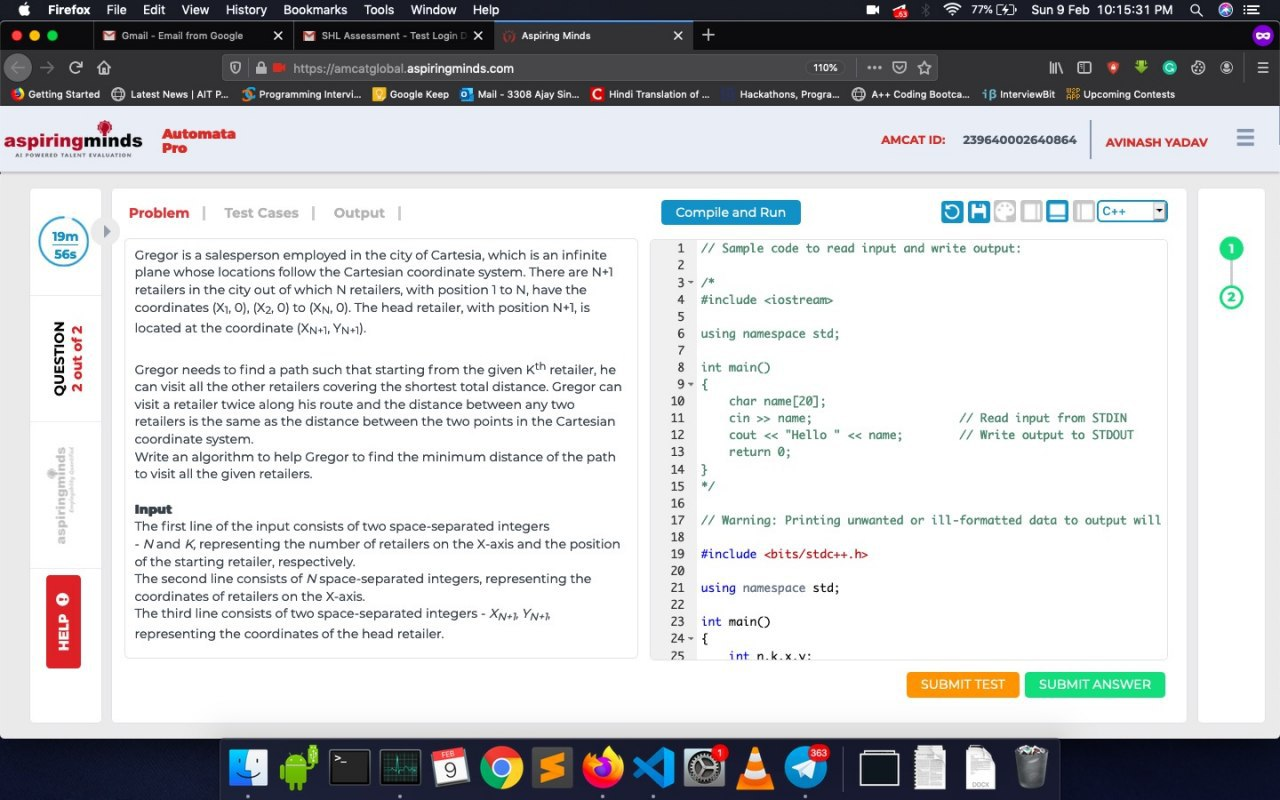 Firefox File Edit View History Bookmarks Tools Window Help 63 77% Sun 9 Feb 10:15:31 PM
Gmail - Email from Google SHL Assessment - Test Login D Aspiring Minds
https://amcatglobal.aspiringminds.com 110%
Getting Started Latest News | AIT P... Programming Intervi... Google Keep Mail - 3308 Ajay Sin... Hindi Translation of ... Hackathons, Progra... A++ Coding Bootca... InterviewBit Upcoming Contests
aspiringminds
AI POWERED TALENT EVALUATION
Automata
Pro
AMCAT ID: 239640002640864 AVINASH YADAV
19m
56s
QUESTION
2 out of 2
aspiringminds
HELP
Problem | Test Cases | Output |
Gregor is a salesperson employed in the city of Cartesia, which is an infinite
plane whose locations follow the Cartesian coordinate system. There are N+1
retailers in the city out of which N retailers, with position 1 to N, have the
coordinates (X1, 0), (X2, 0) to (XN, 0). The head retailer, with position N+1, is
located at the coordinate (XN+1, YN+1).
Gregor needs to find a path such that starting from the given Kth retailer, he
can visit all the other retailers covering the shortest total distance. Gregor can
visit a retailer twice along his route and the distance between any two
retailers is the same as the distance between the two points in the Cartesian
coordinate system.
Write an algorithm to help Gregor to find the minimum distance of the path
to visit all the given retailers.
Input
The first line of the input consists of two space-separated integers
- N and K, representing the number of retailers on the X-axis and the position
of the starting retailer, respectively.
The second line consists of N space-separated integers, representing the
coordinates of retailers on the X-axis.
The third line consists of two space-separated integers - XN+1, YN+1,
representing the coordinates of the head retailer.
Compile and Run C++
1 // Sample code to read input and write output:
2
3 /*
4 #include <iostream>
5
6 using namespace std;
7
8 int main()
9 {
10 char name[20];
11 cin >> name; // Read input from STDIN
12 cout << "Hello " << name; // Write output to STDOUT
13 return 0;
14 }
15 */
16
17 // Warning: Printing unwanted or ill-formatted data to output will
18
19 #include <bits/stdc++.h>
20
21 using namespace std;
22
23 int main()
24 {
25 int n,k,x,y;
SUBMIT TEST SUBMIT ANSWER
1
2
FEB
9
1
363
DOCX